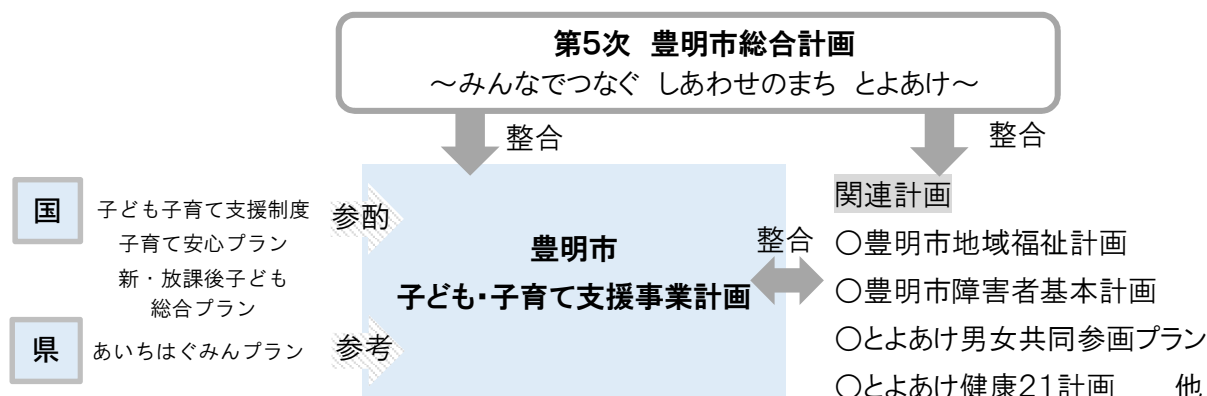 第5次 豊明市総合計画
～みんなでつなぐ しあわせのまち とよあけ～
整合
整合
国
子ども子育て支援制度
子育て安心プラン
新・放課後子ども
総合プラン
参酌
県
あいちはぐみんプラン
参考
豊明市
子ども・子育て支援事業計画
整合
関連計画
○豊明市地域福祉計画
○豊明市障害者基本計画
○とよあけ男女共同参画プラン
○とよあけ健康21計画 他